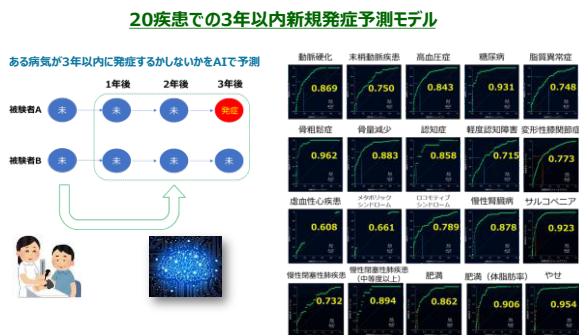 20疾患での3年以内新規発症予測モデル
ある病気が3年以内に発症するかしないかをAIで予測
1年後 2年後 3年後
被験者A 未 未 未 発症
被験者B 未 未 未 未
動脈硬化 末梢動脈疾患 高血圧症 糖尿病 脂質異常症
0.869 0.750 0.843 0.931 0.748
骨粗鬆症 骨量減少 認知症 軽度認知障害 変形性膝関節症
0.962 0.883 0.858 0.715 0.773
虚血性心疾患 メタボリックシンドローム ロコモティブシンドローム 慢性腎臓病 サルコペニア
0.608 0.661 0.789 0.878 0.923
慢性閉塞性肺疾患 慢性閉塞性肺疾患(中等度以上) 肥満 肥満(体脂肪率) やせ
0.732 0.894 0.862 0.906 0.954